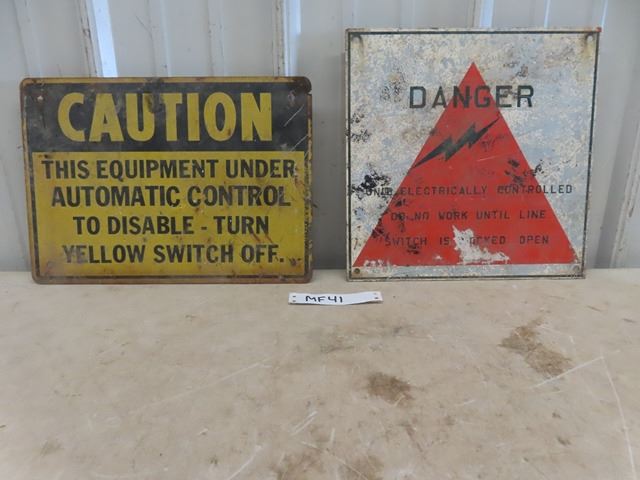 CAUTION
THIS EQUIPMENT UNDER
AUTOMATIC CONTROL
TO DISABLE - TURN
YELLOW SWITCH OFF.
DANGER
ELECTRICALLY CONTROLLED
DO NO WORK UNTIL LINE
SWITCH IS LOCKED OPEN
MF41